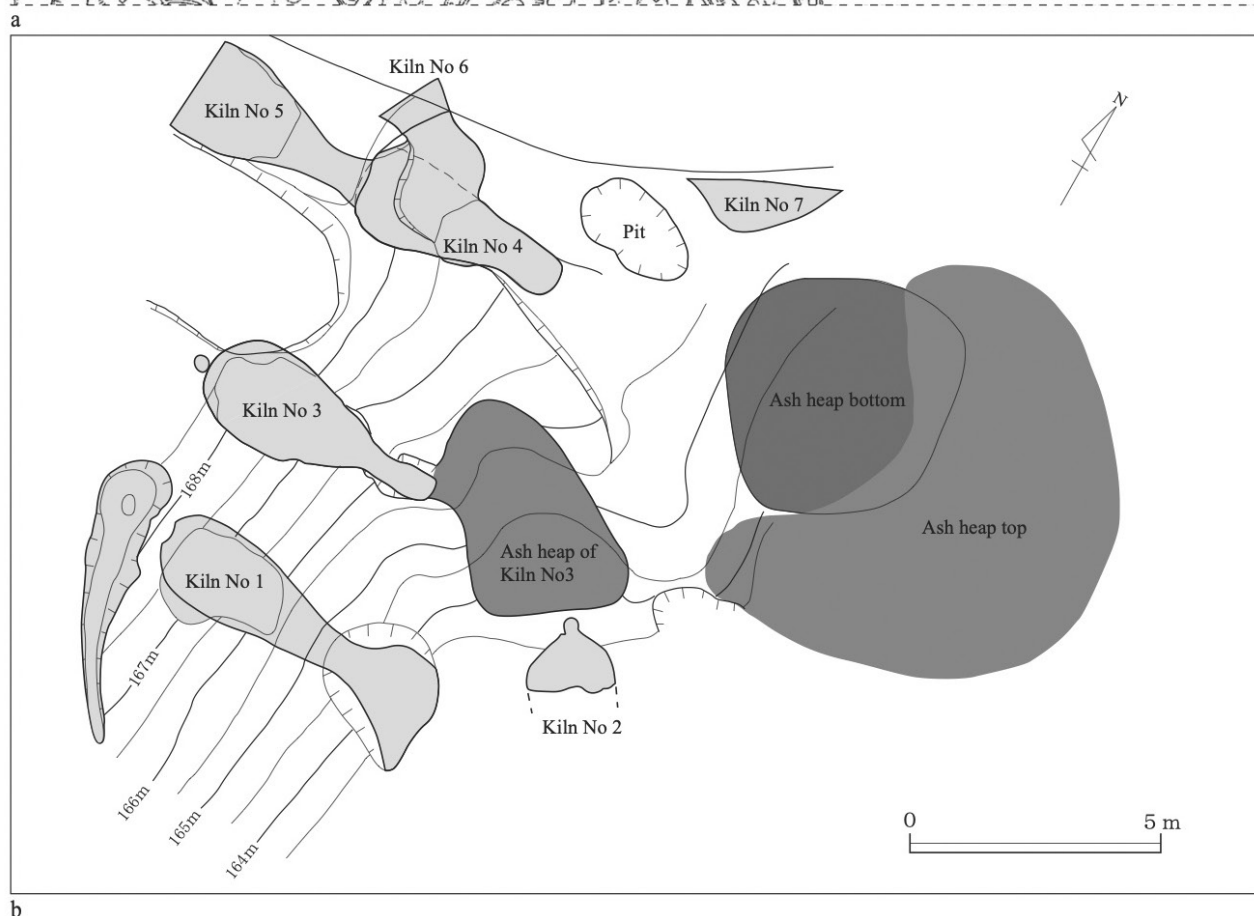 a
Kiln No 6
Kiln No 5
N
Kiln No 7
Pit
Kiln No 4
Ash heap bottom
Kiln No 3
168m
Ash heap top
Ash heap of
Kiln No3
Kiln No 1
167m
Kiln No 2
166m
165m
164m
0 5 m
b